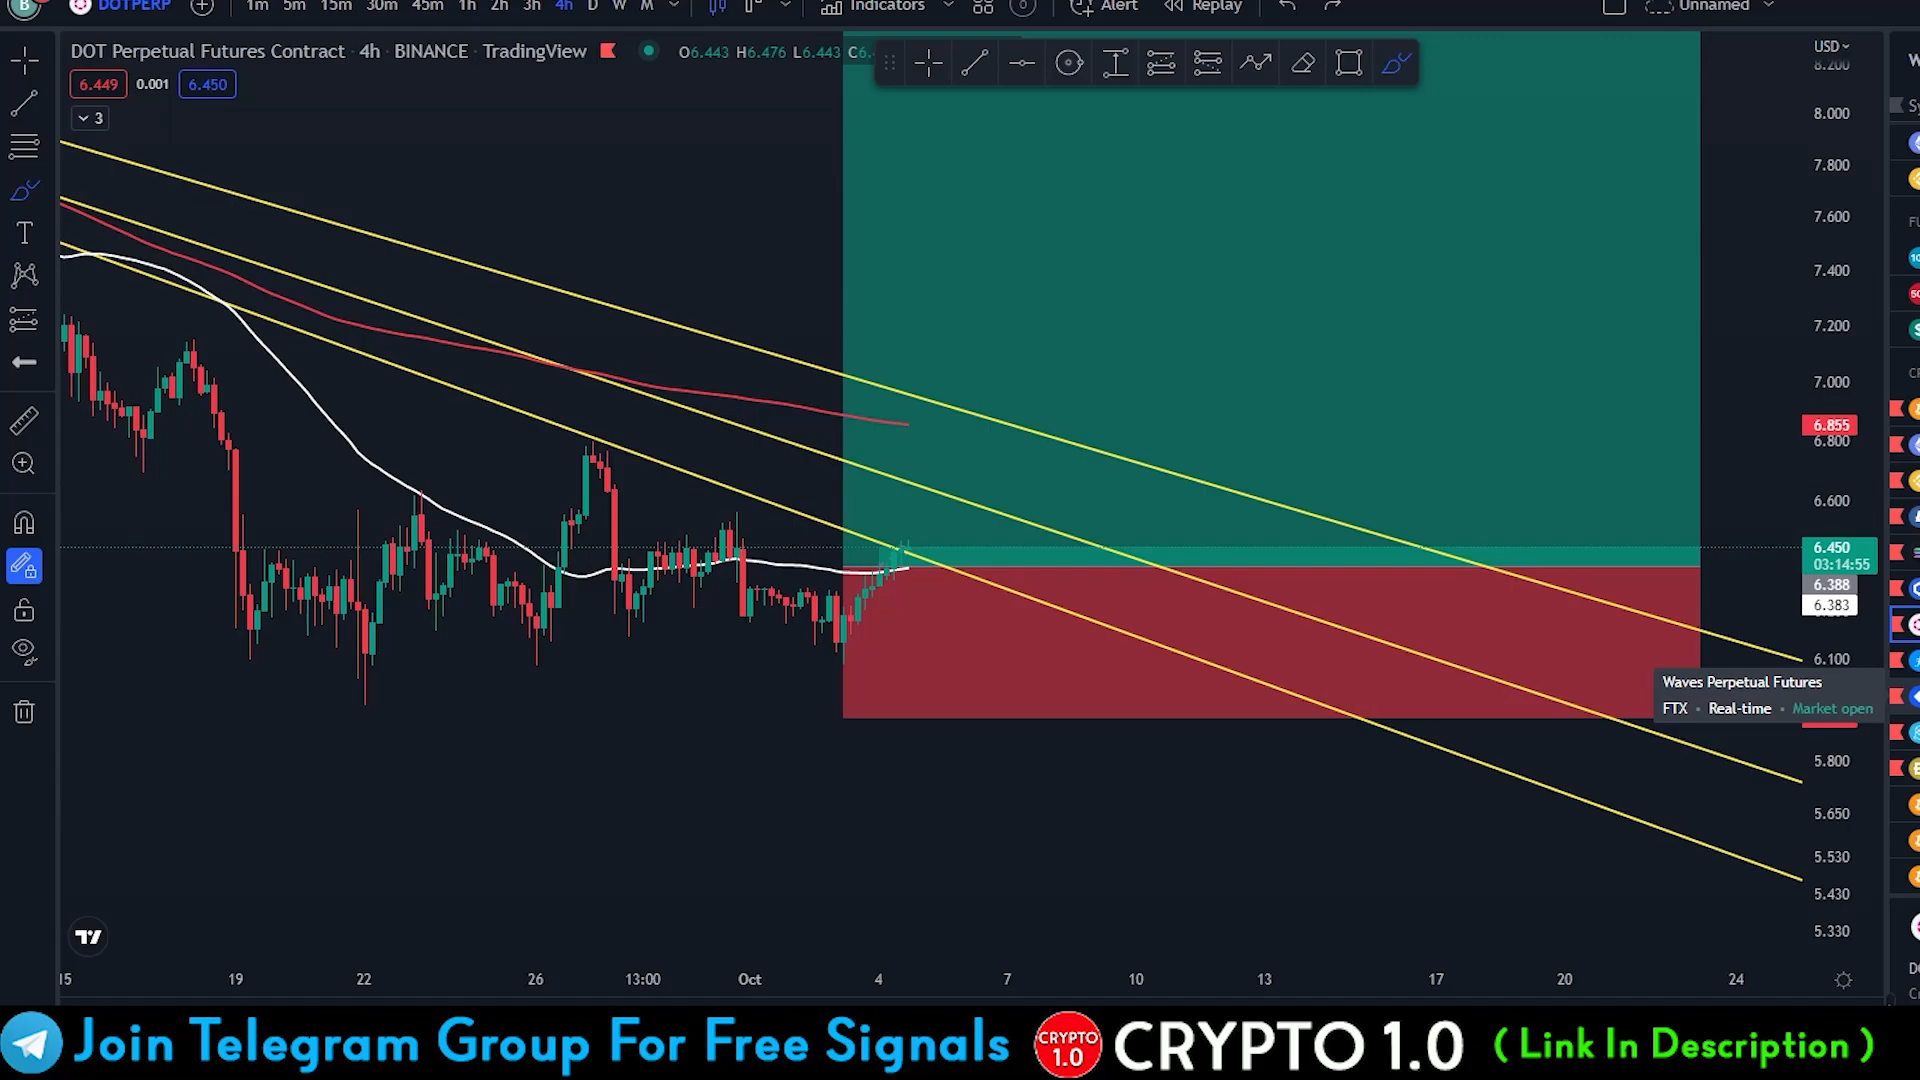 B DOTPERP 1m 5m 15m 30m 45m 1h 2h 3h 4h D W M Indicators Alert Replay Unnamed
DOT Perpetual Futures Contract · 4h · BINANCE · TradingView O6.443 H6.476 L6.443 C6.
6.449 0.001 6.450
3
USD
8.200
8.000
7.800
7.600
7.400
7.200
7.000
6.855
6.800
6.600
6.450
03:14:55
6.388
6.383
6.100
Waves Perpetual Futures
FTX • Real-time • Market open
5.800
5.650
5.530
5.430
5.330
15 19 22 26 13:00 Oct 4 7 10 13 17 20 24
Join Telegram Group For Free Signals CRYPTO 1.0 CRYPTO 1.0 ( Link In Description )